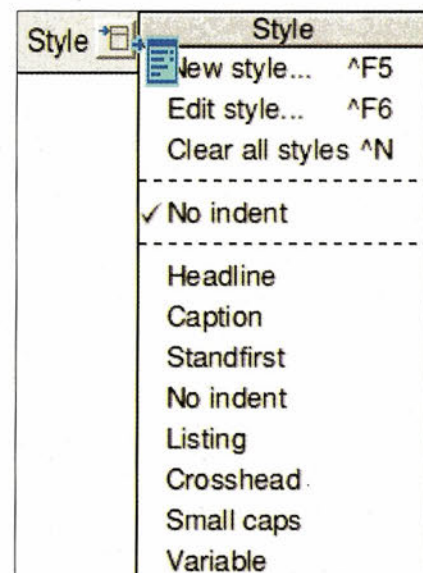 Style
Style
New style... ^F5
Edit style... ^F6
Clear all styles ^N
✓ No indent
Headline
Caption
Standfirst
No indent
Listing
Crosshead
Small caps
Variable